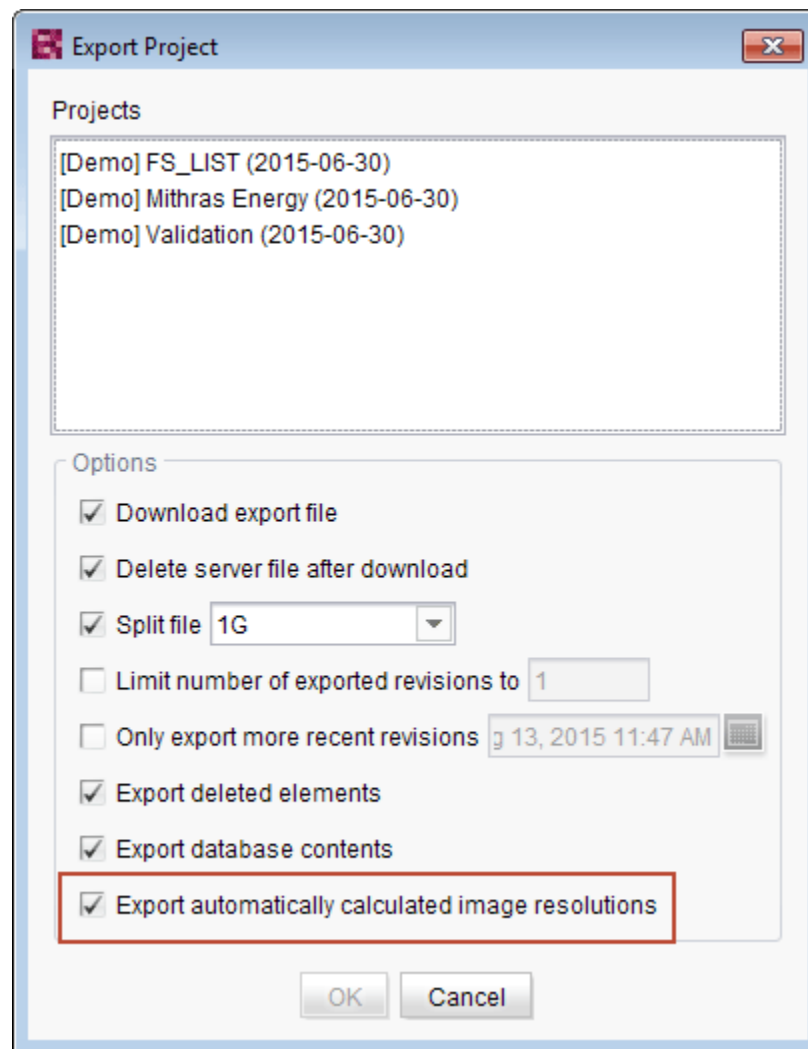 Export Project
Projects
[Demo] FS_LIST (2015-06-30)
[Demo] Mithras Energy (2015-06-30)
[Demo] Validation (2015-06-30)
Options
Download export file
Delete server file after download
Split file 1G
Limit number of exported revisions to 1
Only export more recent revisions g 13, 2015 11:47 AM
Export deleted elements
Export database contents
Export automatically calculated image resolutions
OK Cancel